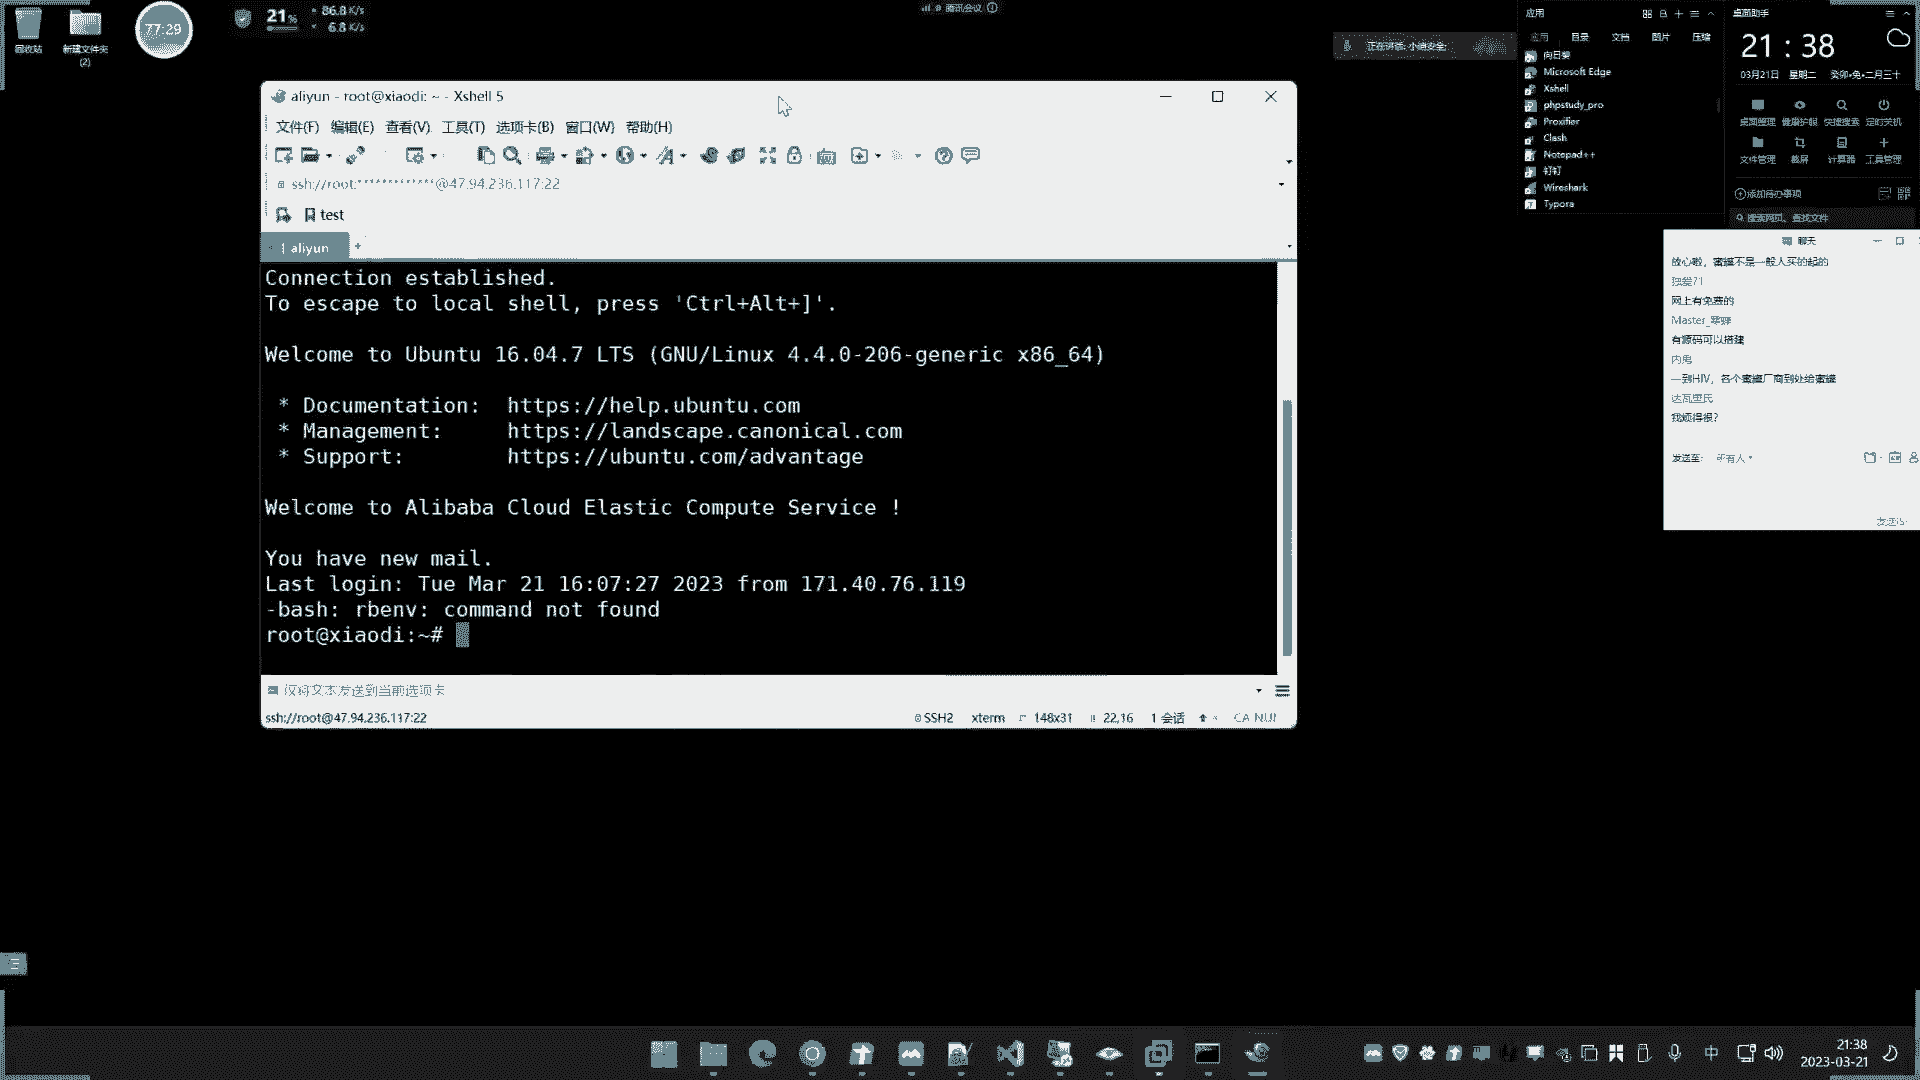 回收站
新建文件夹
(2)
77:29
21%
86.8 K/s
6.8 K/s
腾讯会议
正在讲话: 小迪安全;
应用
应用 目录 文档 图片 压缩
向日葵
Microsoft Edge
Xshell
phpstudy_pro
Proxifier
Clash
Notepad++
钉钉
Wireshark
Typora
桌面助手
21 : 38
03月21日 星期二 癸卯•兔•二月三十
桌面整理 健康护眼 快捷搜索 定时关机
文件管理 截屏 计算器 工具管理
添加待办事项
搜索网页、查找文件
聊天
放心啦，蜜罐不是一般人买的起的
独爱71
网上有免费的
Master_寒蝉
有源码可以搭建
内鬼
一到HW，各个蜜罐厂商到处给蜜罐
达瓦里氏
我烦得很?
发送至: 所有人
aliyun - root@xiaodi: ~ - Xshell 5
文件(F) 编辑(E) 查看(V) 工具(T) 选项卡(B) 窗口(W) 帮助(H)
ssh://root:*************@47.94.236.117:22
test
1 aliyun +
Connection established.
To escape to local shell, press 'Ctrl+Alt+]'.
Welcome to Ubuntu 16.04.7 LTS (GNU/Linux 4.4.0-206-generic x86_64)
* Documentation: https://help.ubuntu.com
* Management: https://landscape.canonical.com
* Support: https://ubuntu.com/advantage
Welcome to Alibaba Cloud Elastic Compute Service !
You have new mail.
Last login: Tue Mar 21 16:07:27 2023 from 171.40.76.119
-bash: rbenv: command not found
root@xiaodi:~#
仅将文本发送到当前选项卡
ssh://root@47.94.236.117:22
SSH2 xterm 148x31 22,16 1 会话 CAP NUM
中
21:38
2023-03-21